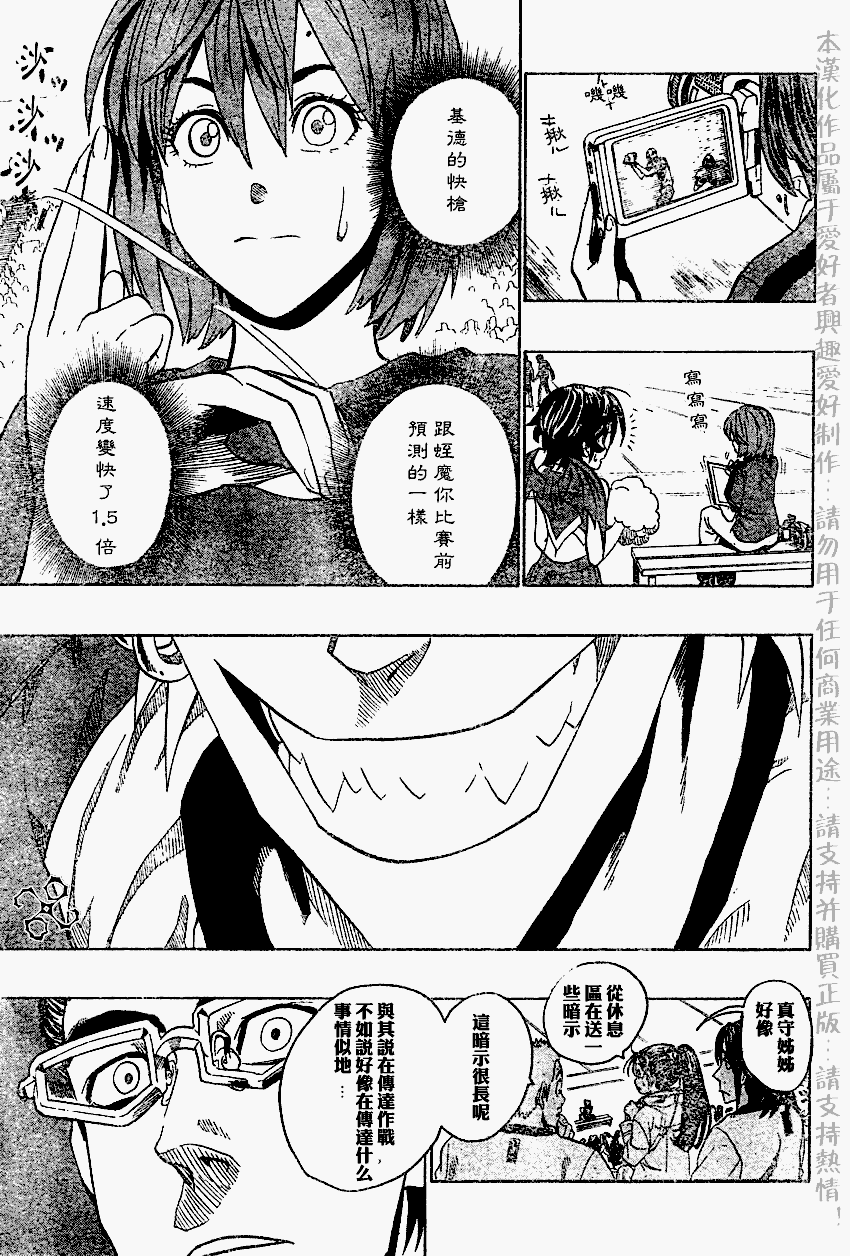 嘰嘰
揪
揪
寫寫寫
基德的快槍
跟蛭魔你比賽前
預測的一樣
速度變快了1.5倍
沙ッ
沙ッ
沙ッ
真守姊姊
好像
從休息
區在送一
些暗示
這暗示很長呢
與其說在傳達作戰，
不如說好像在傳達什么
事情似地…
本漢化作品屬于愛好者興趣愛好制作…請勿用于任何商業用途…請支持并購買正版…請支持熱情！